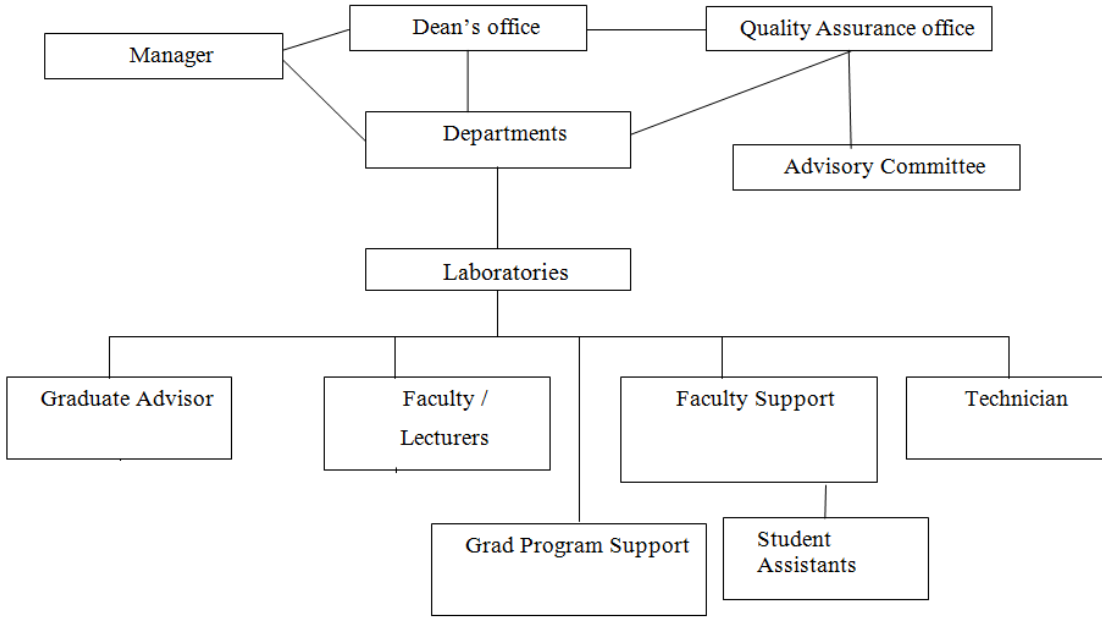 Dean’s office
Quality Assurance office
Manager
Departments
Advisory Committee
Laboratories
Graduate Advisor
Faculty /
Lecturers
Faculty Support
Technician
Grad Program Support
Student
Assistants